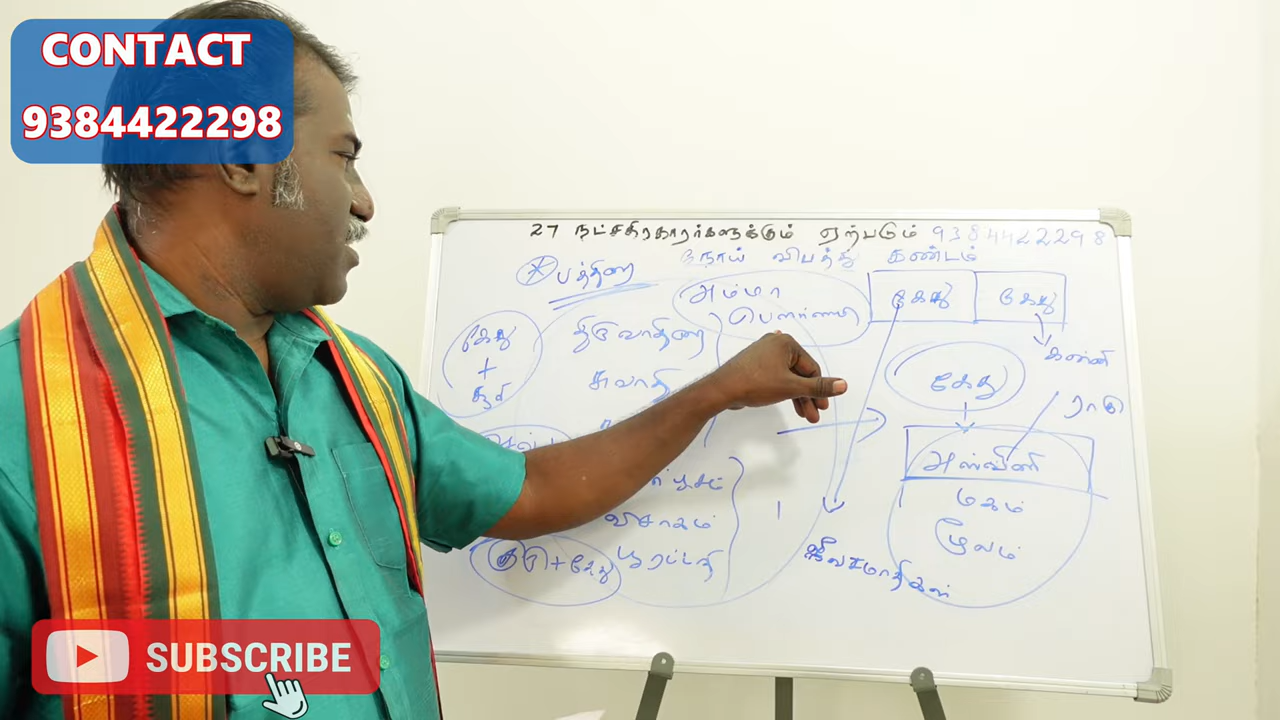 CONTACT
9384422298
27 நட்சகிரகாரர்களுக்கும் ஏற்படும் 9384422298
நோய் விபத்து கண்டம்
பத்திரை
அம்மா
பௌர்ணமி
கேது
கேது
கேது
+
சூரி
திருவாதிரை
சுவாதி
கன்னி
கேது
ராகு
அஸ்வினி
மகம்
மூலம்
விசாகம்
பூரட்டாதி
குரு+கேது
ஜீவசமாதிகள்
SUBSCRIBE